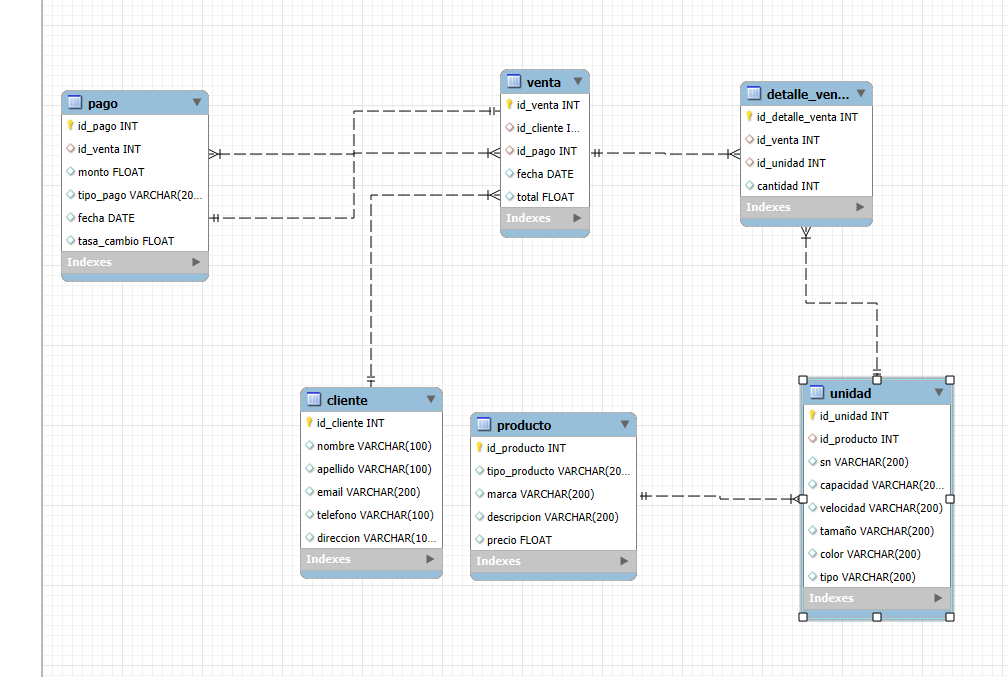 pago
id_pago INT
id_venta INT
monto FLOAT
tipo_pago VARCHAR(20...
fecha DATE
tasa_cambio FLOAT
Indexes
venta
id_venta INT
id_cliente I...
id_pago INT
fecha DATE
total FLOAT
Indexes
detalle_ven...
id_detalle_venta INT
id_venta INT
id_unidad INT
cantidad INT
Indexes
cliente
id_cliente INT
nombre VARCHAR(100)
apellido VARCHAR(100)
email VARCHAR(200)
telefono VARCHAR(100)
direccion VARCHAR(10...
Indexes
producto
id_producto INT
tipo_producto VARCHAR(20...
marca VARCHAR(200)
descripcion VARCHAR(200)
precio FLOAT
Indexes
unidad
id_unidad INT
id_producto INT
sn VARCHAR(200)
capacidad VARCHAR(20...
velocidad VARCHAR(200)
tamaño VARCHAR(200)
color VARCHAR(200)
tipo VARCHAR(200)
Indexes